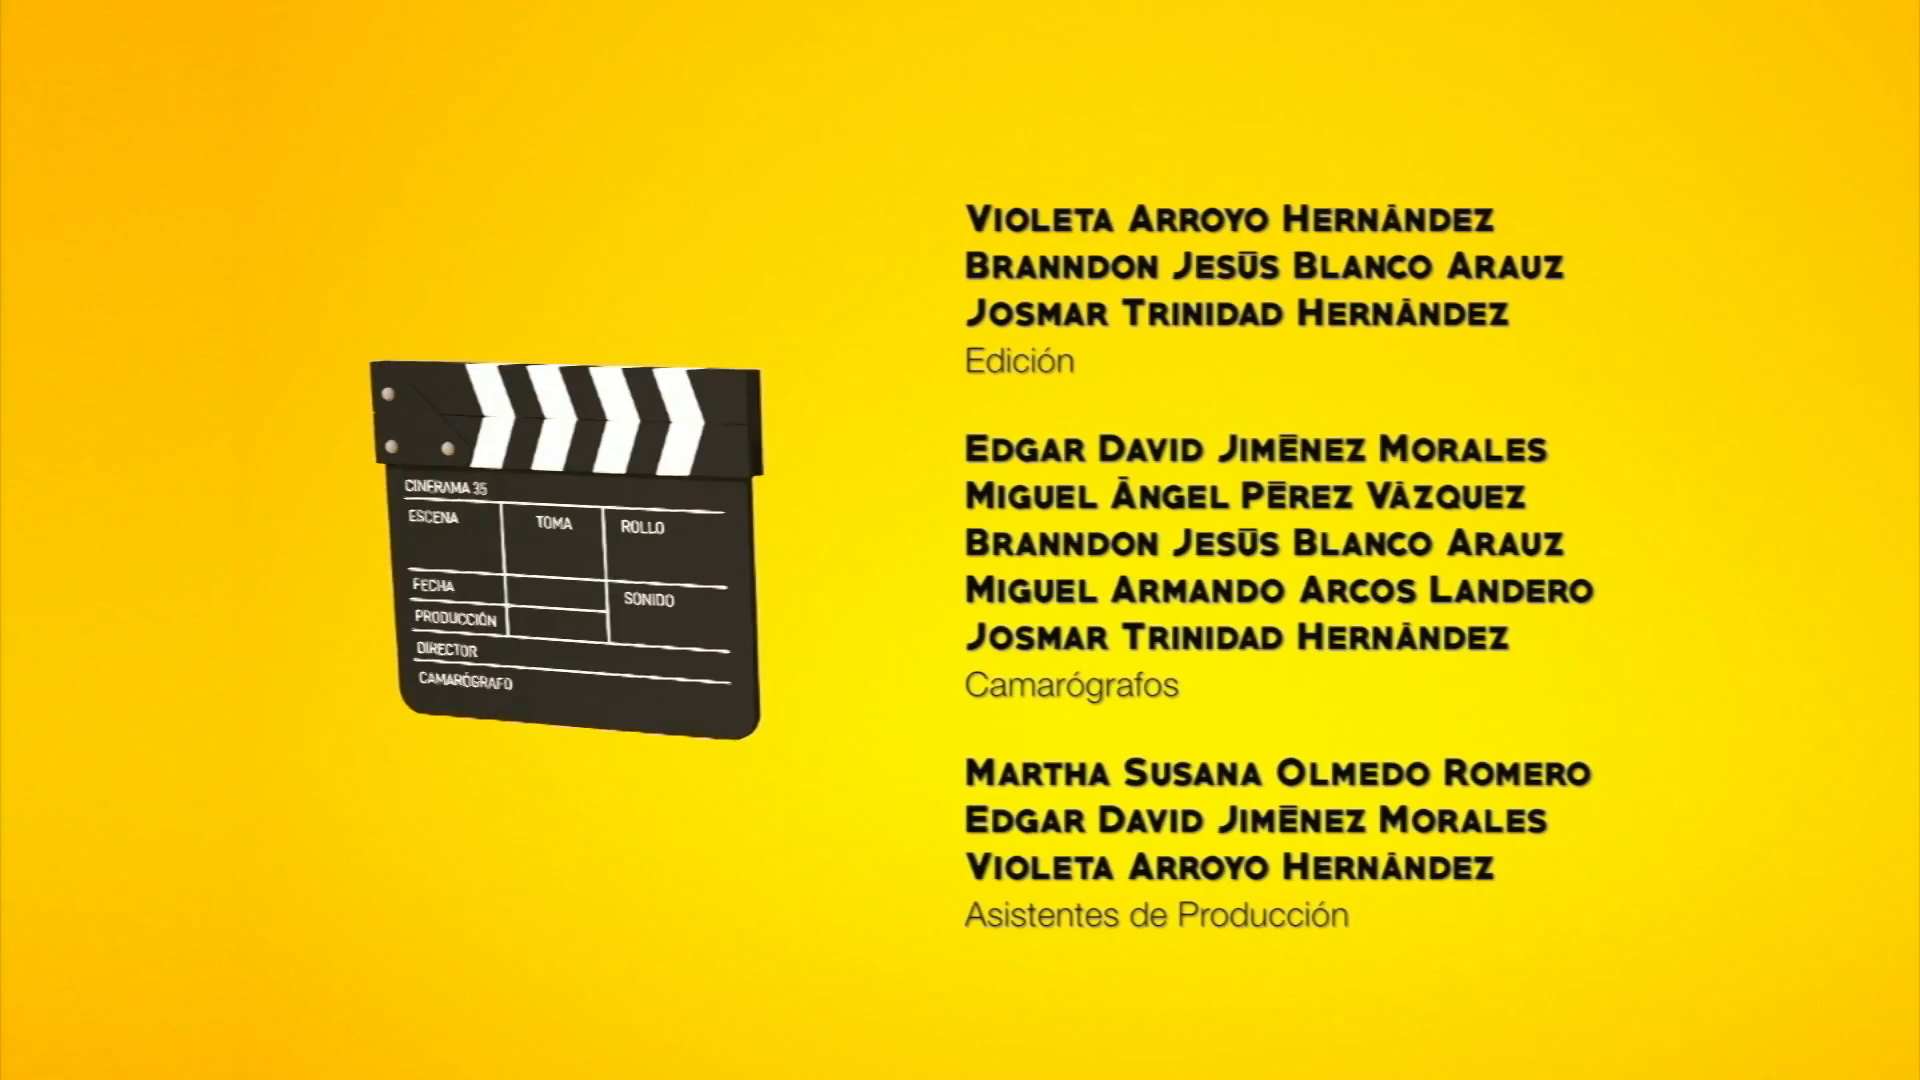 CINERAMA 35
ESCENA
TOMA
ROLLO
FECHA
SONIDO
PRODUCCIÓN
DIRECTOR
CAMARÓGRAFO
VIOLETA ARROYO HERNÁNDEZ
BRANNDON JESÚS BLANCO ARAUZ
JOSMAR TRINIDAD HERNÁNDEZ
Edición
EDGAR DAVID JIMÉNEZ MORALES
MIGUEL ÁNGEL PÉREZ VÁZQUEZ
BRANNDON JESÚS BLANCO ARAUZ
MIGUEL ARMANDO ARCOS LANDERO
JOSMAR TRINIDAD HERNÁNDEZ
Camarógrafos
MARTHA SUSANA OLMEDO ROMERO
EDGAR DAVID JIMÉNEZ MORALES
VIOLETA ARROYO HERNÁNDEZ
Asistentes de Producción